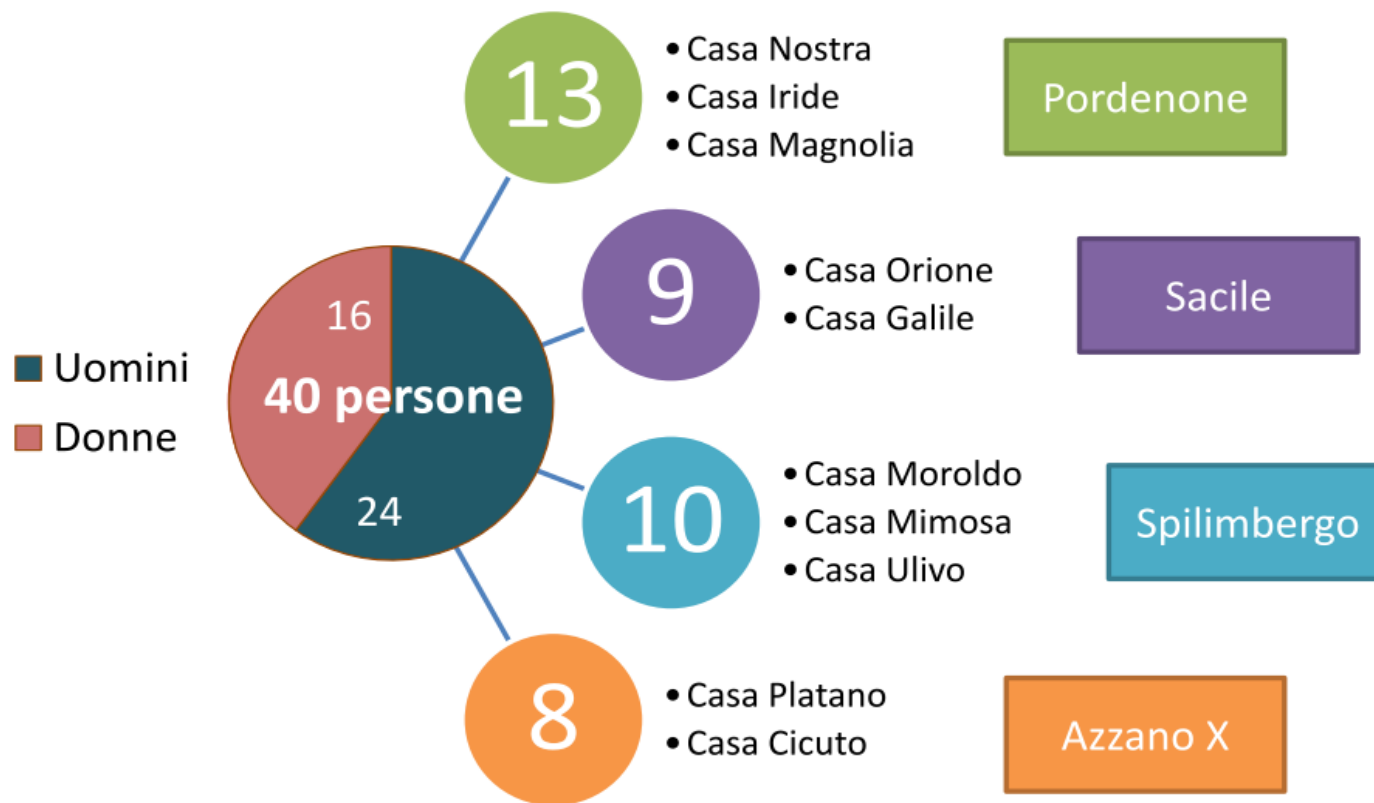 13
• Casa Nostra
• Casa Iride
• Casa Magnolia
Pordenone
9
• Casa Orione
• Casa Galile
Sacile
Uomini
Donne
16
40 persone
24
10
• Casa Moroldo
• Casa Mimosa
• Casa Ulivo
Spilimbergo
8
• Casa Platano
• Casa Cicuto
Azzano X